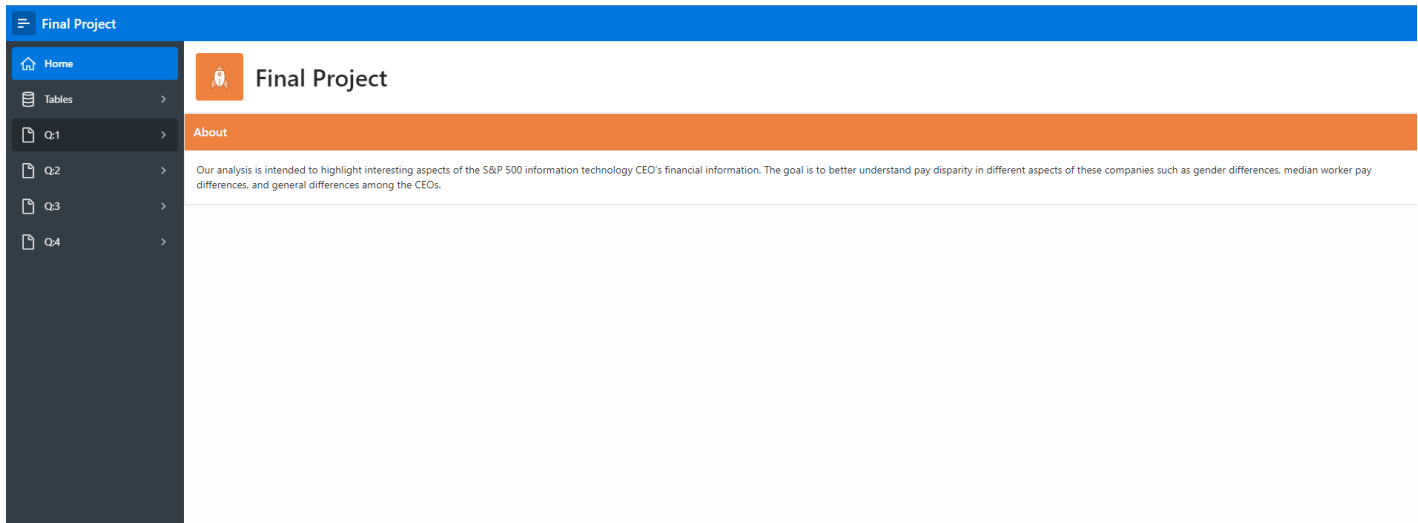 Final Project
Home
Tables
Q:1
Q:2
Q:3
Q:4
Final Project
About
Our analysis is intended to highlight interesting aspects of the S&P 500 information technology CEO's financial information. The goal is to better understand pay disparity in different aspects of these companies such as gender differences, median worker pay
differences, and general differences among the CEOs.